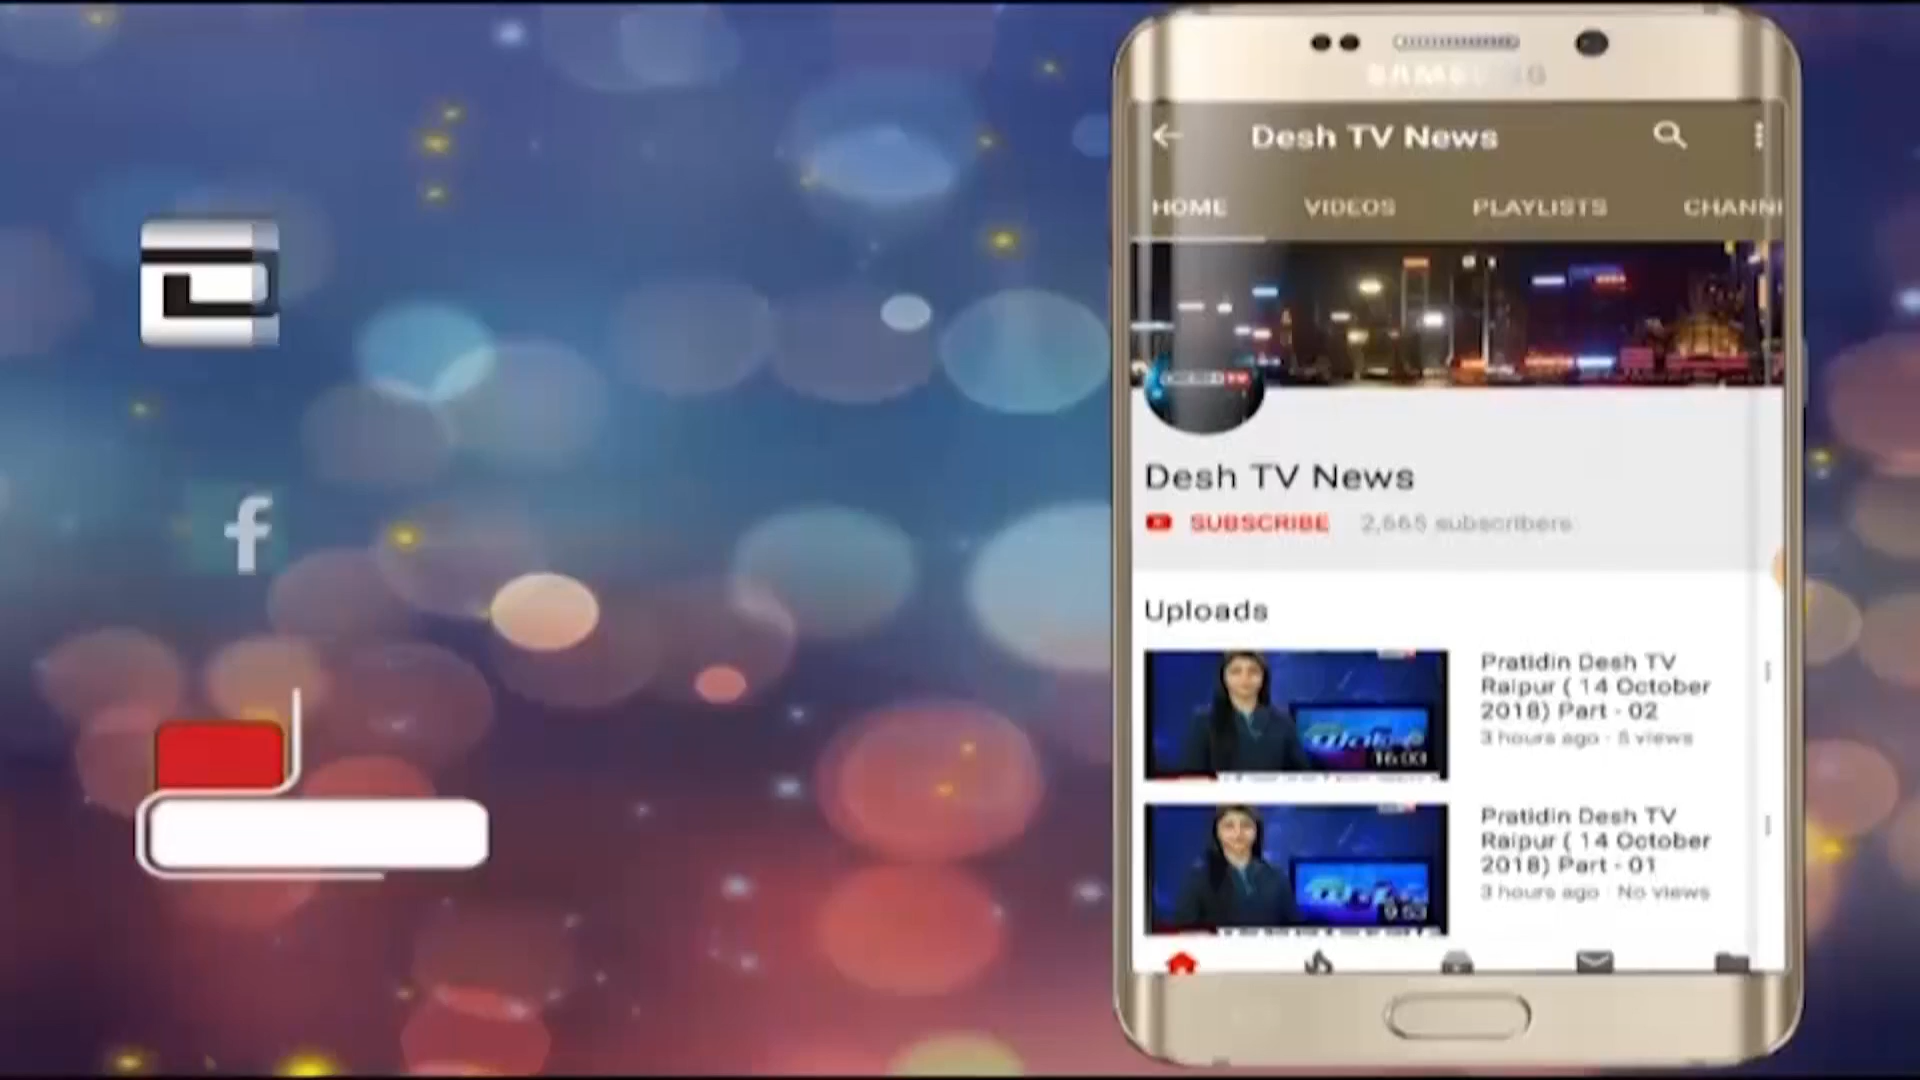 SAMSUNG
Desh TV News
HOME VIDEOS PLAYLISTS CHANN
Desh TV News
SUBSCRIBE 2,665 subscribers
Uploads
Pratidin Desh TV
Raipur ( 14 October
2018) Part - 02
3 hours ago · 5 views
16:03
Pratidin Desh TV
Raipur ( 14 October
2018) Part - 01
3 hours ago · No views
9:53
f